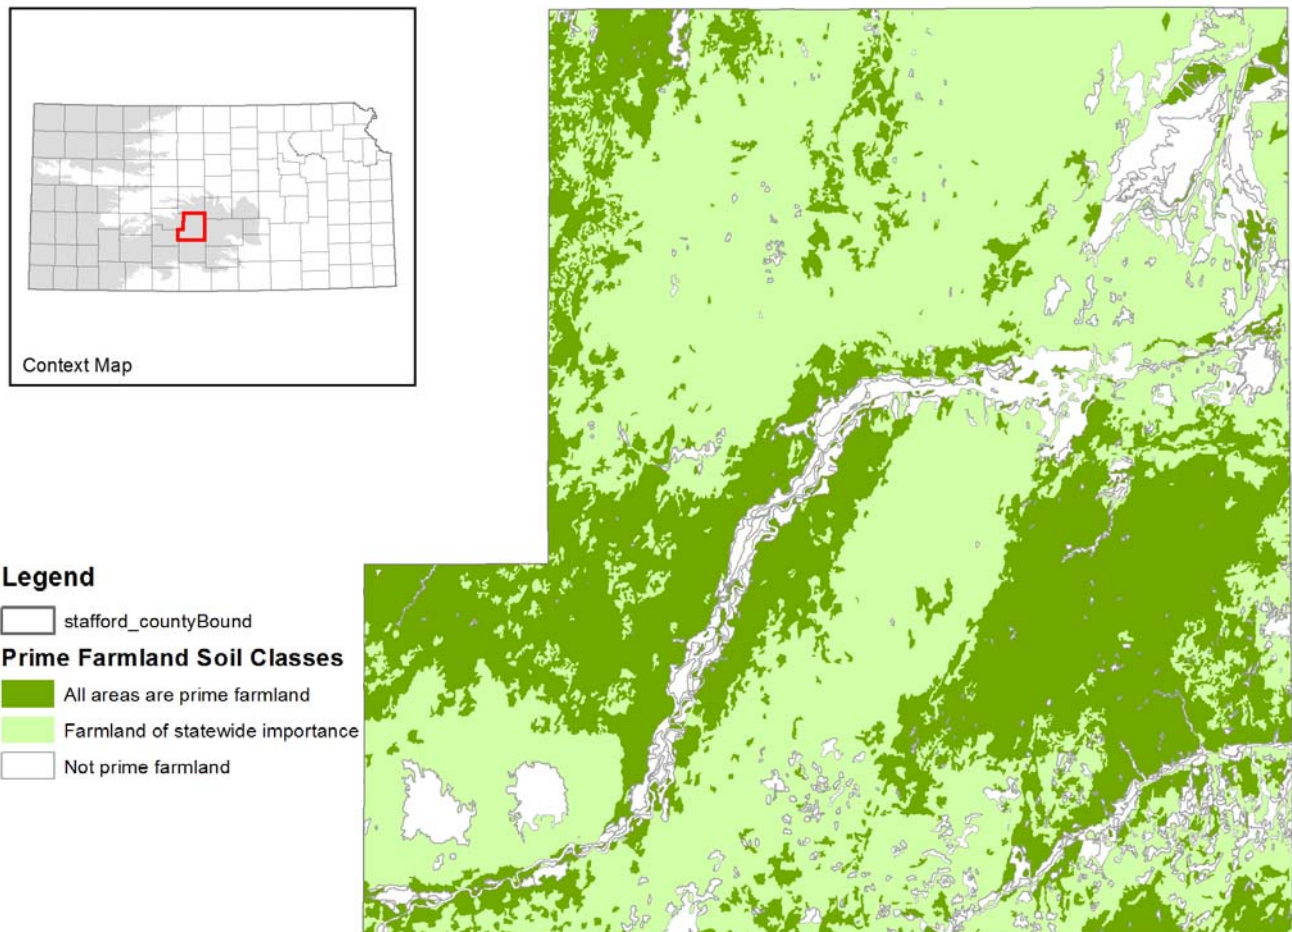 Context Map
Legend
stafford_countyBound
Prime Farmland Soil Classes
All areas are prime farmland
Farmland of statewide importance
Not prime farmland